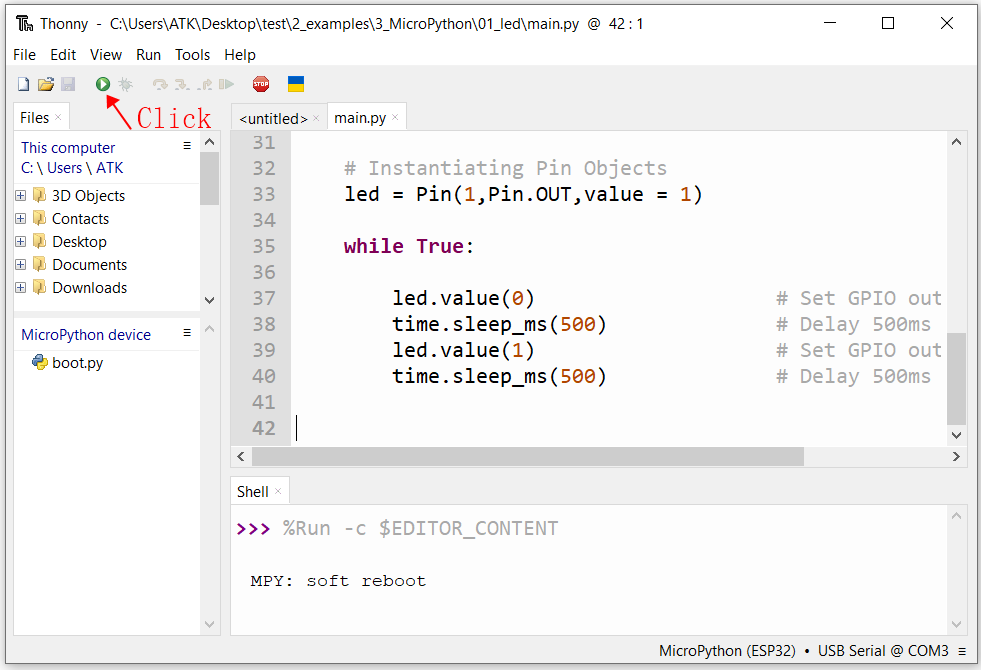 Thonny - C:\Users\ATK\Desktop\test\2_examples\3_MicroPython\01_led\main.py @ 42 : 1
File Edit View Run Tools Help
STOP
Click
Files
This computer
C: \ Users \ ATK
3D Objects
Contacts
Desktop
Documents
Downloads
MicroPython device
boot.py
<untitled> main.py
31
32 # Instantiating Pin Objects
33 led = Pin(1,Pin.OUT,value = 1)
34
35 while True:
36
37 led.value(0) # Set GPIO out
38 time.sleep_ms(500) # Delay 500ms
39 led.value(1) # Set GPIO out
40 time.sleep_ms(500) # Delay 500ms
41
42
Shell
>>> %Run -c $EDITOR_CONTENT
MPY: soft reboot
MicroPython (ESP32) • USB Serial @ COM3